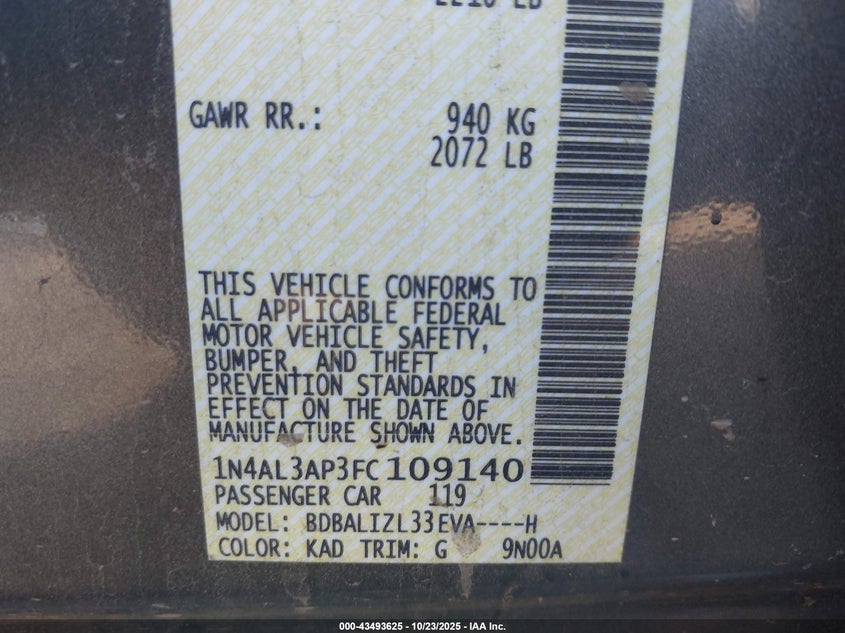 GAWR RR.: 940 KG
2072 LB
THIS VEHICLE CONFORMS TO
ALL APPLICABLE FEDERAL
MOTOR VEHICLE SAFETY,
BUMPER, AND THEFT
PREVENTION STANDARDS IN
EFFECT ON THE DATE OF
MANUFACTURE SHOWN ABOVE.
1N4AL3AP3FC109140
PASSENGER CAR 119
MODEL: BDBALIZL33EVA----H
COLOR: KAD TRIM: G 9N00A
000-43493625 - 10/23/2025 - IAA Inc.